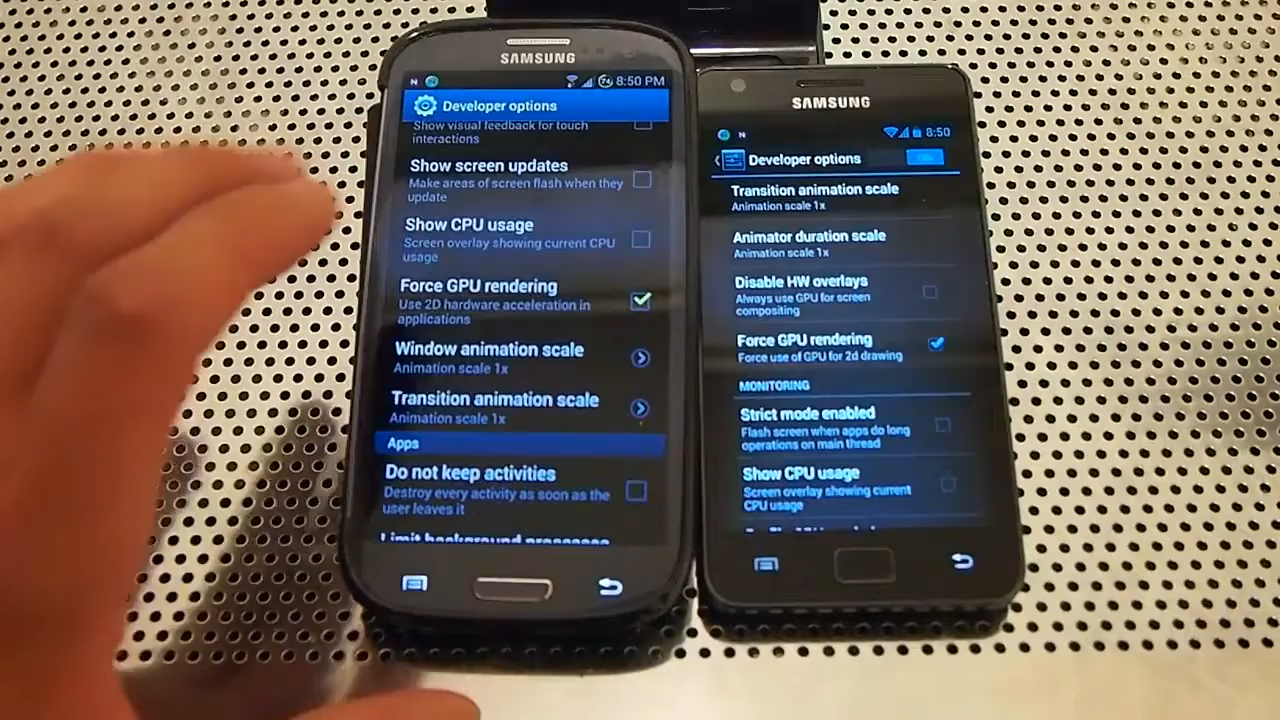 SAMSUNG
8:50 PM
Developer options
Show visual feedback for touch
interactions
Show screen updates
Make areas of screen flash when they
update
Show CPU usage
Screen overlay showing current CPU
usage
Force GPU rendering
Use 2D hardware acceleration in
applications
Window animation scale
Animation scale 1x
Transition animation scale
Animation scale 1x
Apps
Do not keep activities
Destroy every activity as soon as the
user leaves it
Limit background processes
SAMSUNG
8:50
Developer options
Transition animation scale
Animation scale 1x
Animator duration scale
Animation scale 1x
Disable HW overlays
Always use GPU for screen
compositing
Force GPU rendering
Force use of GPU for 2d drawing
MONITORING
Strict mode enabled
Flash screen when apps do long
operations on main thread
Show CPU usage
Screen overlay showing current
CPU usage